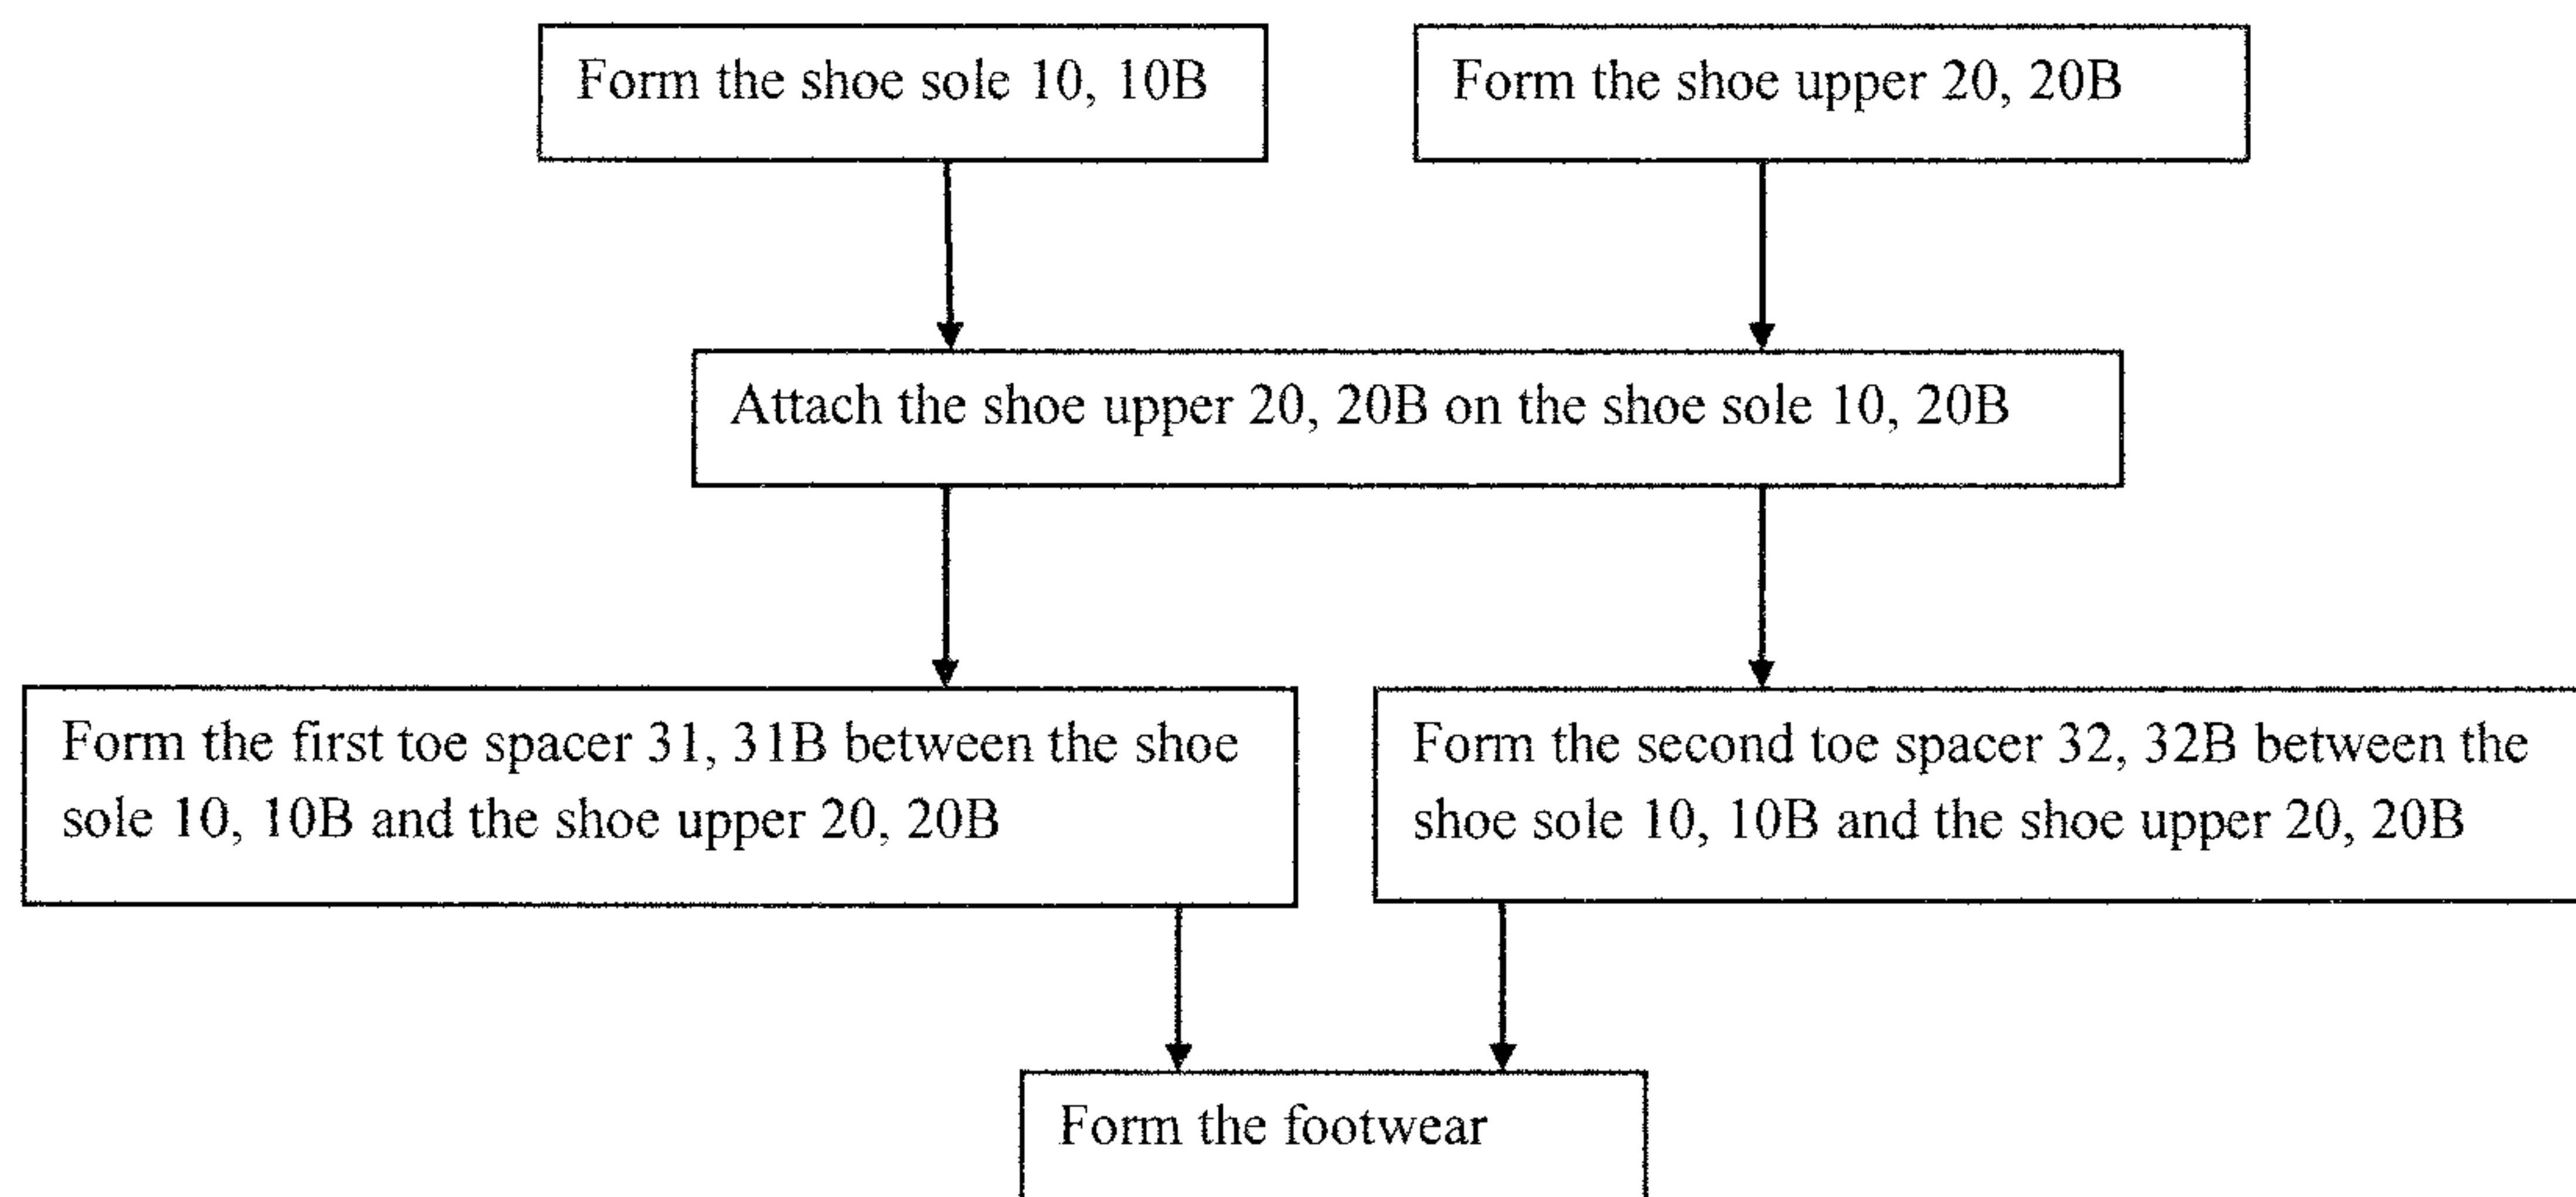 Form the shoe sole 10, 10B
Form the shoe upper 20, 20B
Attach the shoe upper 20, 20B on the shoe sole 10, 20B
Form the first toe spacer 31, 31B between the shoe
sole 10, 10B and the shoe upper 20, 20B
Form the second toe spacer 32, 32B between the
shoe sole 10, 10B and the shoe upper 20, 20B
Form the footwear